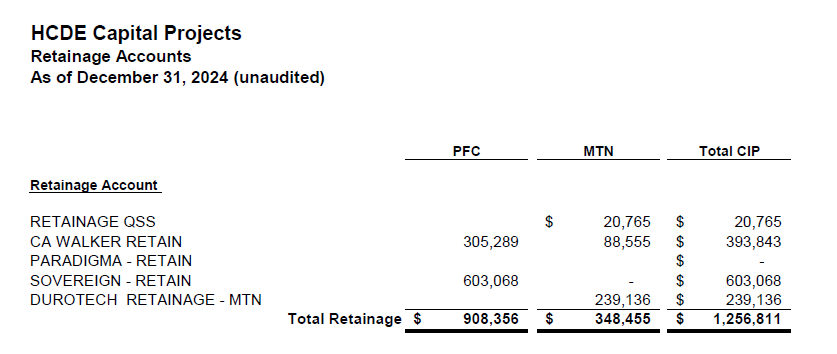 HCDE Capital Projects
Retainage Accounts
As of December 31, 2024 (unaudited)
PFC MTN Total CIP
Retainage Account
RETAINAGE QSS $ 20,765 $ 20,765
CA WALKER RETAIN 305,289 88,555 $ 393,843
PARADIGMA - RETAIN $ -
SOVEREIGN - RETAIN 603,068 - $ 603,068
DUROTECH RETAINAGE - MTN 239,136 $ 239,136
Total Retainage $ 908,356 $ 348,455 $ 1,256,811